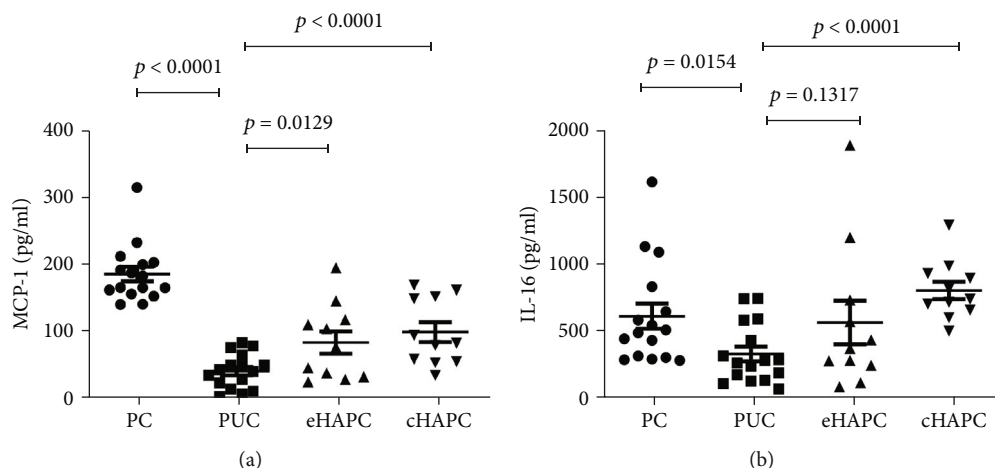 p < 0.0001
p < 0.0001
p = 0.0129
400
300
200
100
0
MCP-1 (pg/ml)
PC PUC eHAPC cHAPC
(a)
p < 0.0001
p = 0.0154
p = 0.1317
2000
1500
1000
500
0
IL-16 (pg/ml)
PC PUC eHAPC cHAPC
(b)